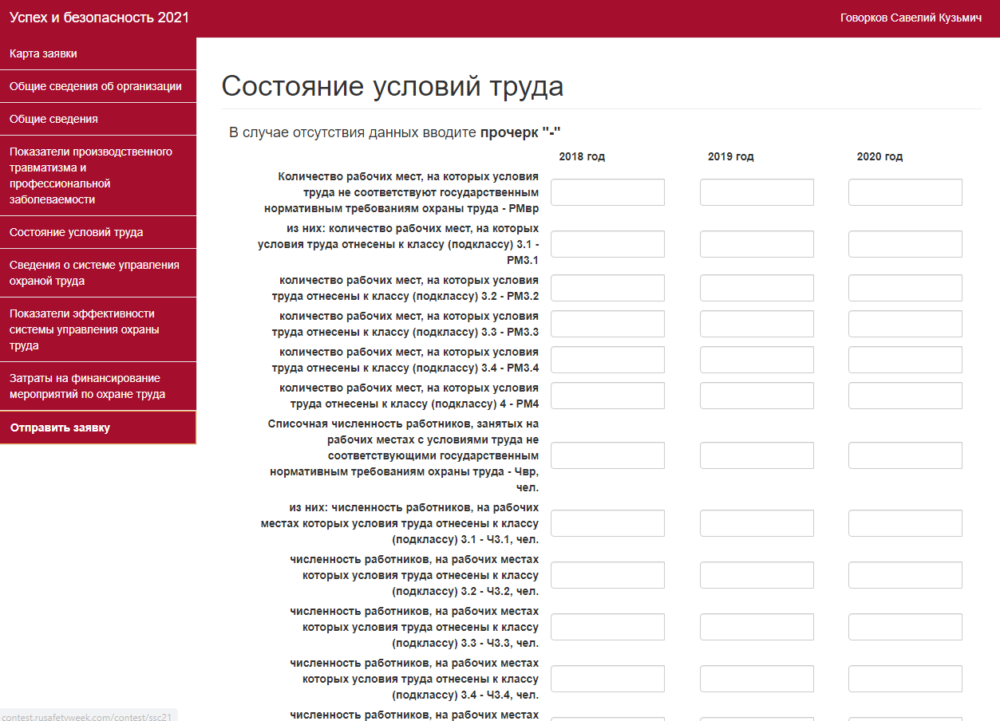 Успех и безопасность 2021
Говорков Савелий Кузьмич
Карта заявки
Общие сведения об организации
Общие сведения
Показатели производственного
травматизма и
профессиональной
заболеваемости
Состояние условий труда
Сведения о системе управления
охраной труда
Показатели эффективности
системы управления охраны
труда
Затраты на финансирование
мероприятий по охране труда
Отправить заявку
Состояние условий труда
В случае отсутствия данных вводите прочерк "-"
2018 год 2019 год 2020 год
Количество рабочих мест, на которых условия
труда не соответствуют государственным
нормативным требованиям охраны труда - РМвр
из них: количество рабочих мест, на которых
условия труда отнесены к классу (подклассу) 3.1 -
РМ3.1
количество рабочих мест, на которых условия
труда отнесены к классу (подклассу) 3.2 - РМ3.2
количество рабочих мест, на которых условия
труда отнесены к классу (подклассу) 3.3 - РМ3.3
количество рабочих мест, на которых условия
труда отнесены к классу (подклассу) 3.4 - РМ3.4
количество рабочих мест, на которых условия
труда отнесены к классу (подклассу) 4 - РМ4
Списочная численность работников, занятых на
рабочих местах с условиями труда не
соответствующими государственным
нормативным требованиям охраны труда - Чвр,
чел.
из них: численность работников, на рабочих
местах которых условия труда отнесены к классу
(подклассу) 3.1 - Ч3.1, чел.
численность работников, на рабочих местах
которых условия труда отнесены к классу
(подклассу) 3.2 - Ч3.2, чел.
численность работников, на рабочих местах
которых условия труда отнесены к классу
(подклассу) 3.3 - Ч3.3, чел.
численность работников, на рабочих местах
которых условия труда отнесены к классу
(подклассу) 3.4 - Ч3.4, чел.
численность работников, на рабочих местах
contest.rusafetyweek.com/contest/ssc21